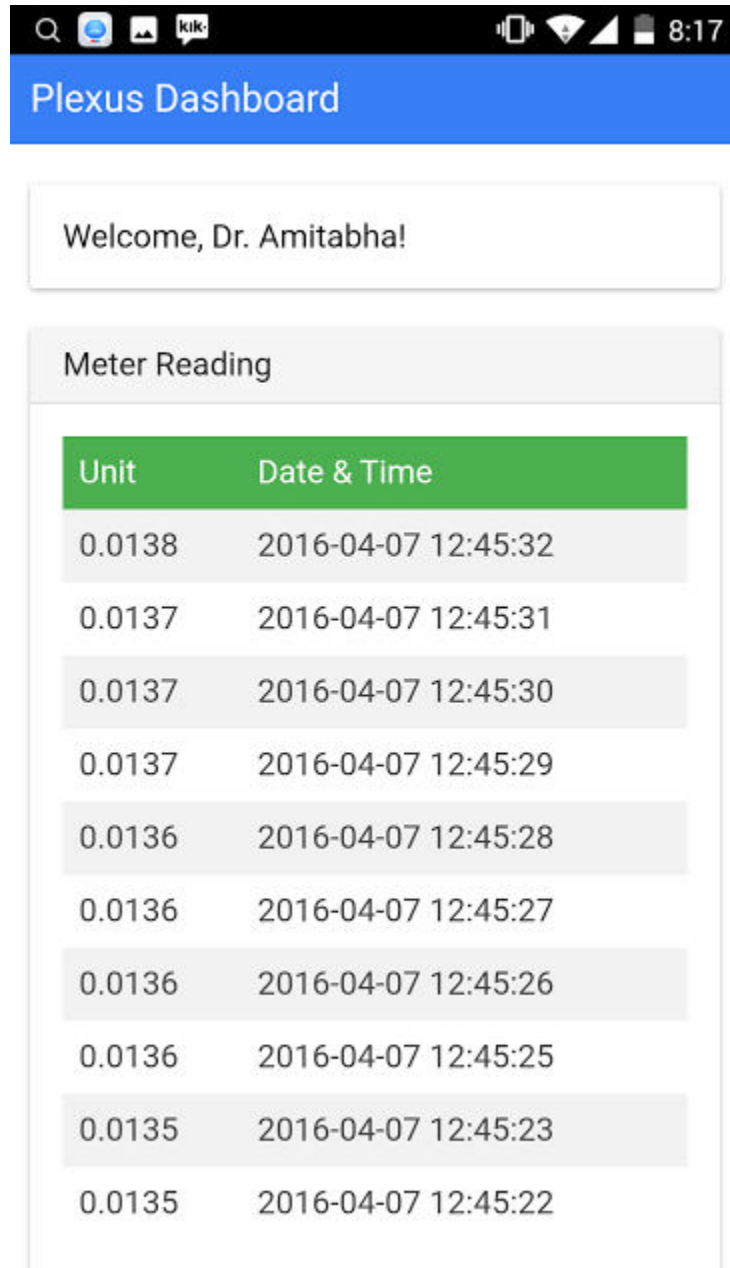 kik·
8:17
Plexus Dashboard
Welcome, Dr. Amitabha!
Meter Reading
Unit Date & Time
0.0138 2016-04-07 12:45:32
0.0137 2016-04-07 12:45:31
0.0137 2016-04-07 12:45:30
0.0137 2016-04-07 12:45:29
0.0136 2016-04-07 12:45:28
0.0136 2016-04-07 12:45:27
0.0136 2016-04-07 12:45:26
0.0136 2016-04-07 12:45:25
0.0135 2016-04-07 12:45:23
0.0135 2016-04-07 12:45:22